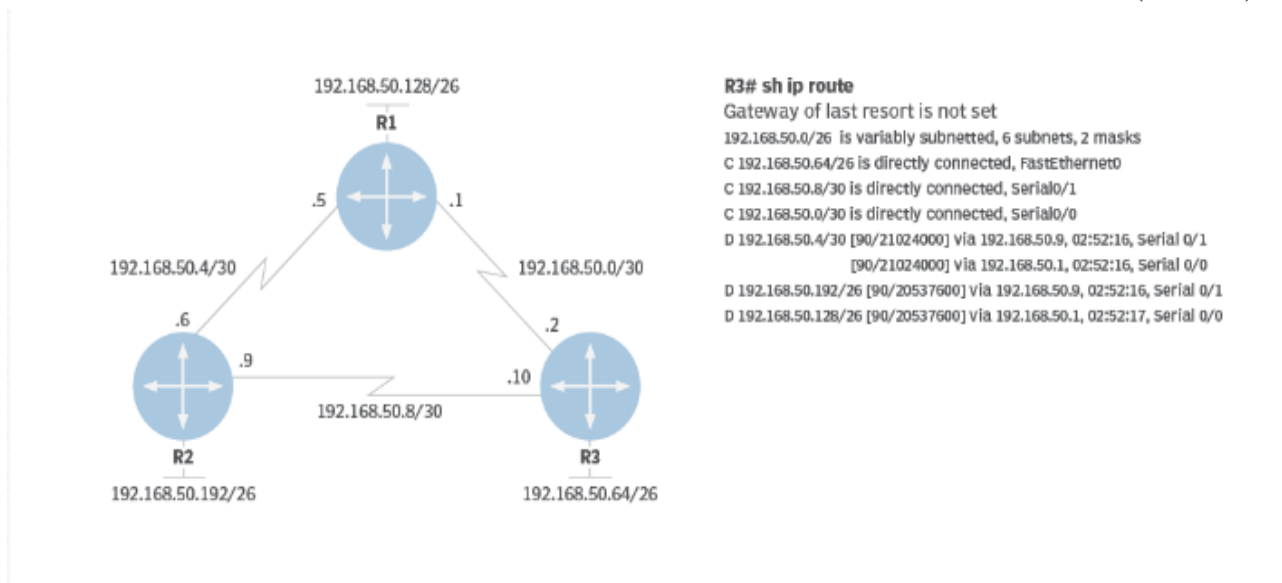 192.168.50.128/26
R1
.5
.1
192.168.50.4/30
192.168.50.0/30
.6
.2
.9
.10
192.168.50.8/30
R2
R3
192.168.50.192/26
192.168.50.64/26
R3# sh ip route
Gateway of last resort is not set
192.168.50.0/26 is variably subnetted, 6 subnets, 2 masks
C 192.168.50.64/26 is directly connected, FastEthernet0
C 192.168.50.8/30 is directly connected, Serial0/1
C 192.168.50.0/30 is directly connected, Serial0/0
D 192.168.50.4/30 [90/21024000] via 192.168.50.9, 02:52:16, Serial 0/1
[90/21024000] via 192.168.50.1, 02:52:16, Serial 0/0
D 192.168.50.192/26 [90/20537600] via 192.168.50.9, 02:52:16, Serial 0/1
D 192.168.50.128/26 [90/20537600] via 192.168.50.1, 02:52:17, Serial 0/0